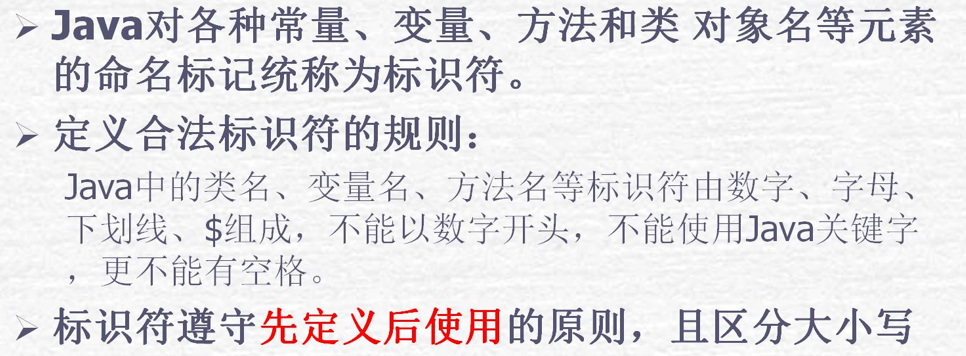 ➢ Java对各种常量、变量、方法和类 对象名等元素
的命名标记统称为标识符。
➢ 定义合法标识符的规则：
Java中的类名、变量名、方法名等标识符由数字、字母、
下划线、$组成，不能以数字开头，不能使用Java关键字
，更不能有空格。
➢ 标识符遵守先定义后使用的原则，且区分大小写